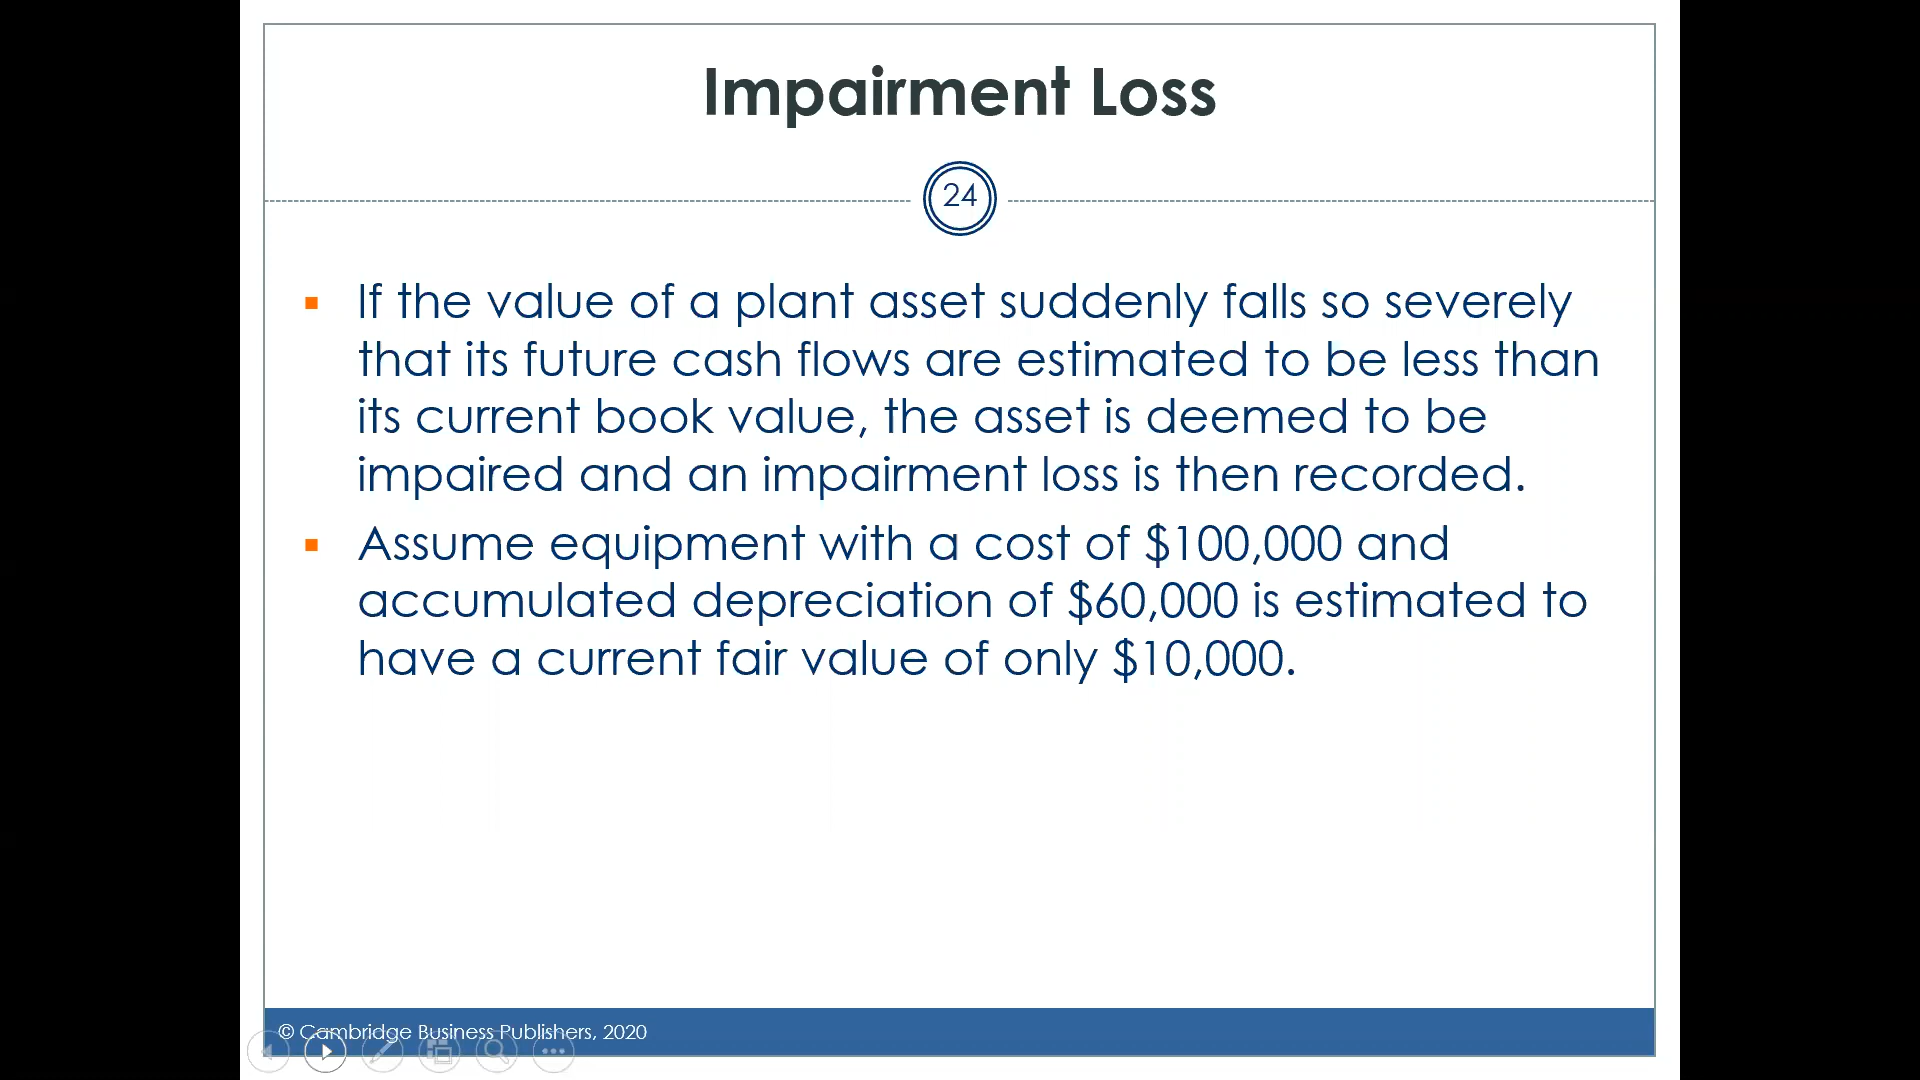 Impairment Loss
24
▪ If the value of a plant asset suddenly falls so severely
that its future cash flows are estimated to be less than
its current book value, the asset is deemed to be
impaired and an impairment loss is then recorded.
▪ Assume equipment with a cost of $100,000 and
accumulated depreciation of $60,000 is estimated to
have a current fair value of only $10,000.
© Cambridge Business Publishers, 2020